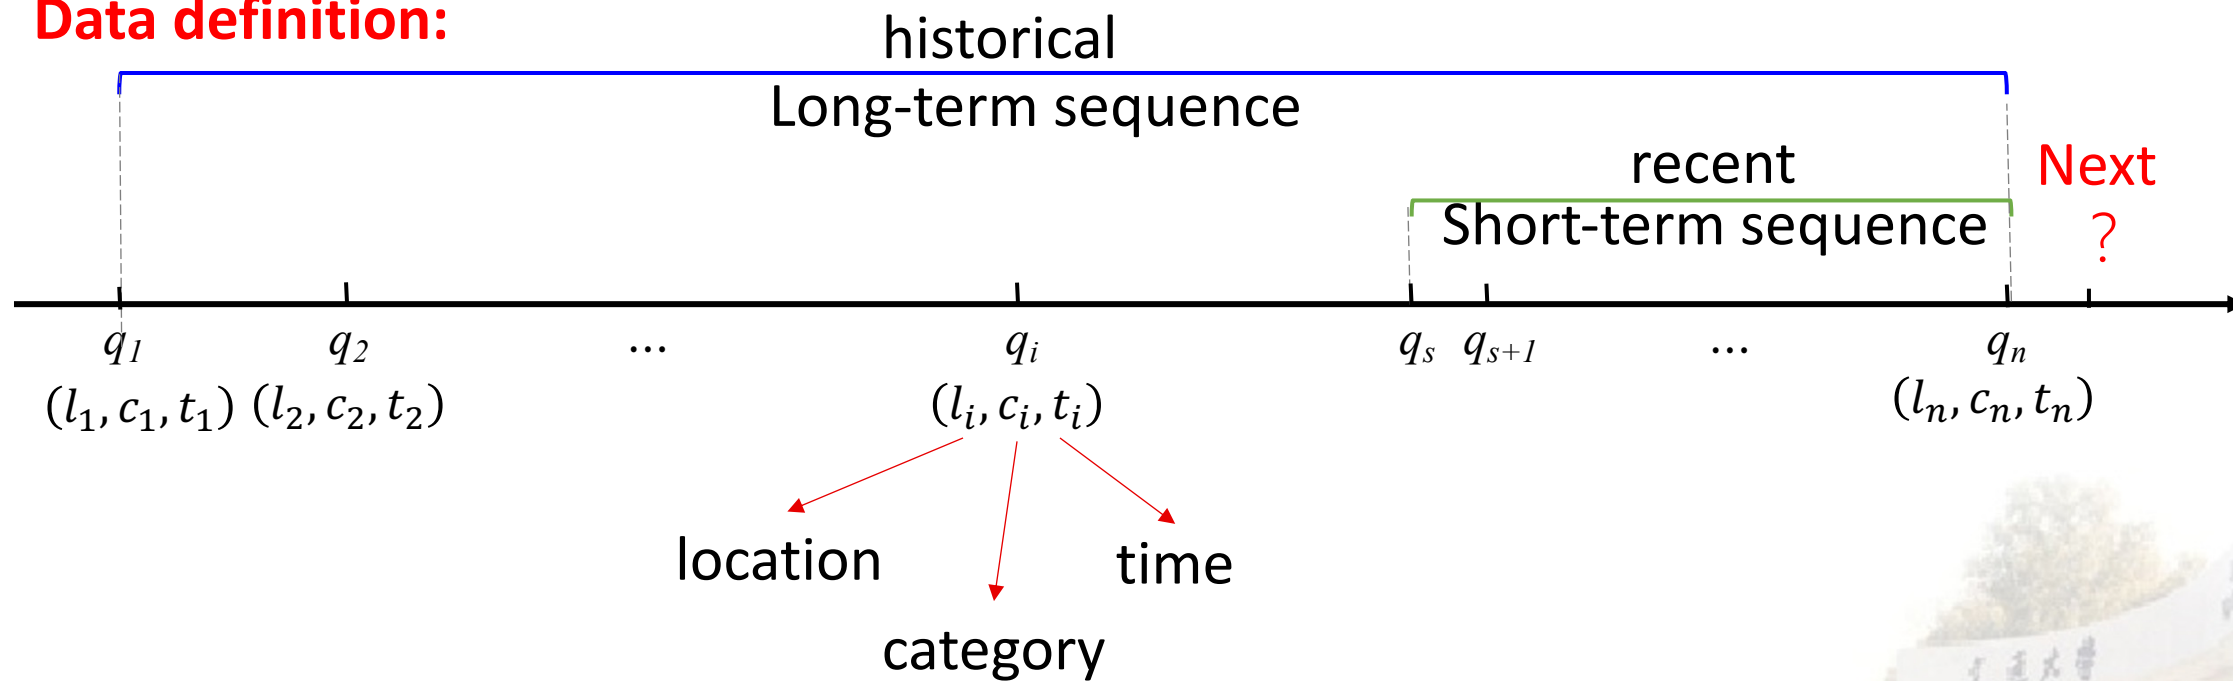 Data definition:
historical
Long-term sequence
recent
Next
Short-term sequence
?
q₁ q₂ ... qᵢ qₛ qₛ₊₁ ... qₙ
(l₁, c₁, t₁) (l₂, c₂, t₂) (lᵢ, cᵢ, tᵢ) (lₙ, cₙ, tₙ)
location
time
category